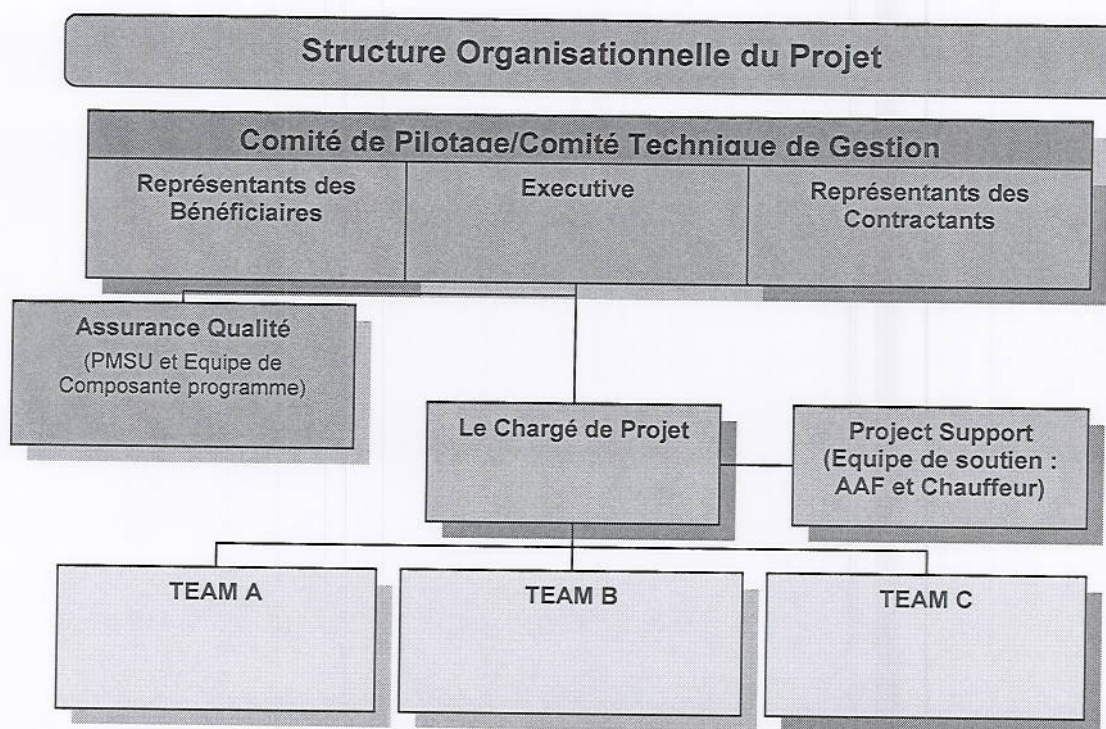 Structure Organisationnelle du Projet
Comité de Pilotage/Comité Technique de Gestion
Représentants des
Bénéficiaires
Executive
Représentants des
Contractants
Assurance Qualité
(PMSU et Equipe de
Composante programme)
Le Chargé de Projet
Project Support
(Equipe de soutien :
AAF et Chauffeur)
TEAM A
TEAM B
TEAM C